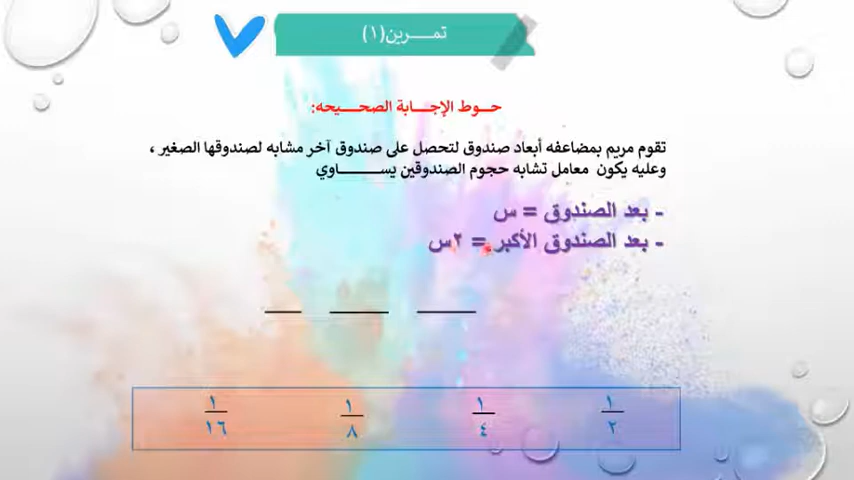 تمـــرين(١)
حـــوط الإجـــابة الصحـــيحه:
تقوم مريم بمضاعفه أبعاد صندوق لتحصل على صندوق آخر مشابه لصندوقها الصغير ،
وعليه يكون معامل تشابه حجوم الصندوقين يســـــاوي
- بعد الصندوق = س
- بعد الصندوق الأكبر = ٢س
١/٢ ١/٤ ١/٨ ١/١٦